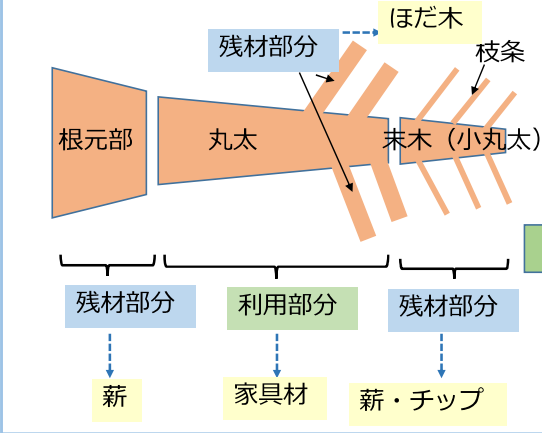 ほだ木
残材部分
枝条
根元部
丸太
末木（小丸太）
残材部分
利用部分
残材部分
薪
家具材
薪・チップ